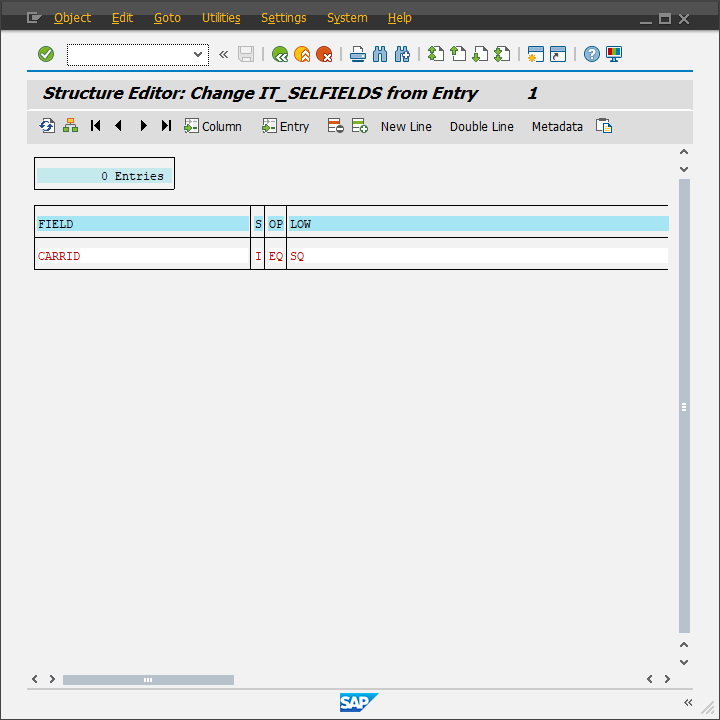 Object Edit Goto Utilities Settings System Help
Structure Editor: Change IT_SELFIELDS from Entry 1
Column Entry New Line Double Line Metadata
0 Entries
FIELD S OP LOW
CARRID I EQ SQ
SAP